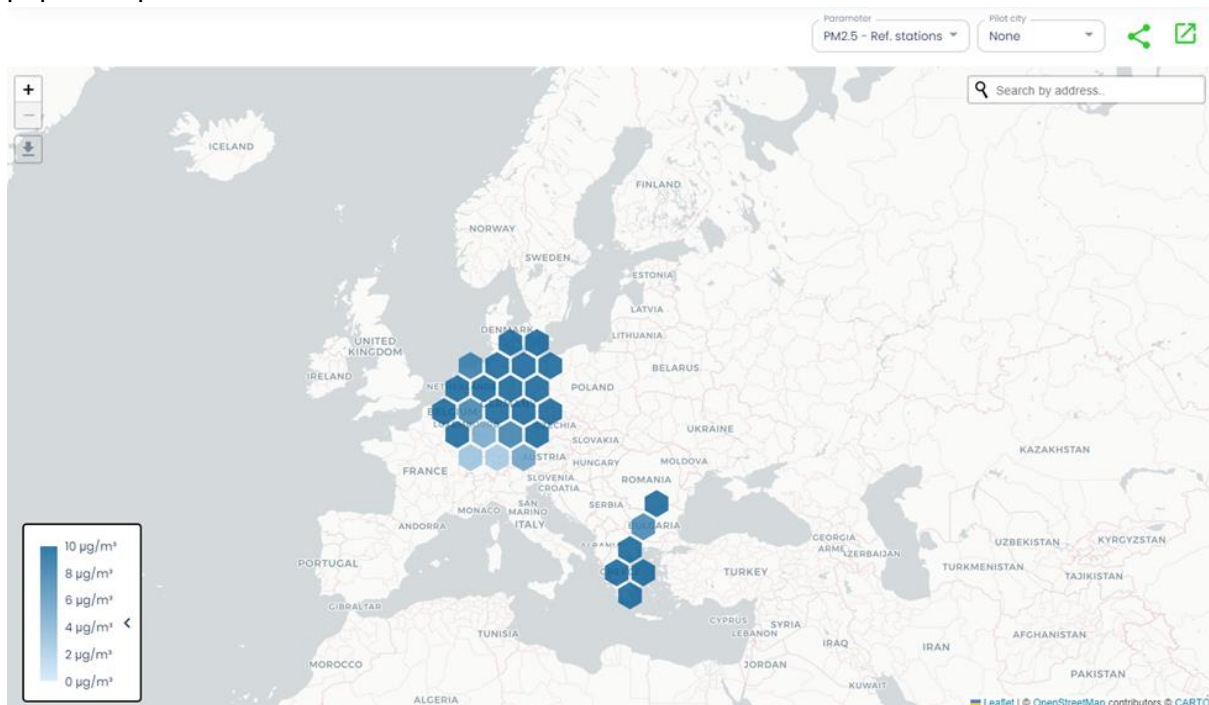 Parameter
PM2.5 - Ref. stations
Pilot city
None
+
−
Search by address..
ICELAND
FINLAND
NORWAY
SWEDEN
ESTONIA
LATVIA
DENMARK
LITHUANIA
UNITED
KINGDOM
IRELAND
BELARUS
NETHERLANDS
POLAND
BELGIUM
UKRAINE
SLOVAKIA
KAZAKHSTAN
AUSTRIA
HUNGARY
MOLDOVA
FRANCE
SLOVENIA
ROMANIA
CROATIA
MONACO
SAN
MARINO
SERBIA
ANDORRA
ITALY
BULGARIA
GEORGIA
UZBEKISTAN
KYRGYZSTAN
PORTUGAL
TURKEY
TURKMENISTAN
TAJIKISTAN
GIBRALTAR
CYPRUS
SYRIA
LEBANON
TUNISIA
IRAQ
IRAN
AFGHANISTAN
MOROCCO
JORDAN
KUWAIT
PAKISTAN
ALGERIA
10 µg/m³
8 µg/m³
6 µg/m³
4 µg/m³
2 µg/m³
0 µg/m³
Leaflet | © OpenStreetMap contributors © CARTO